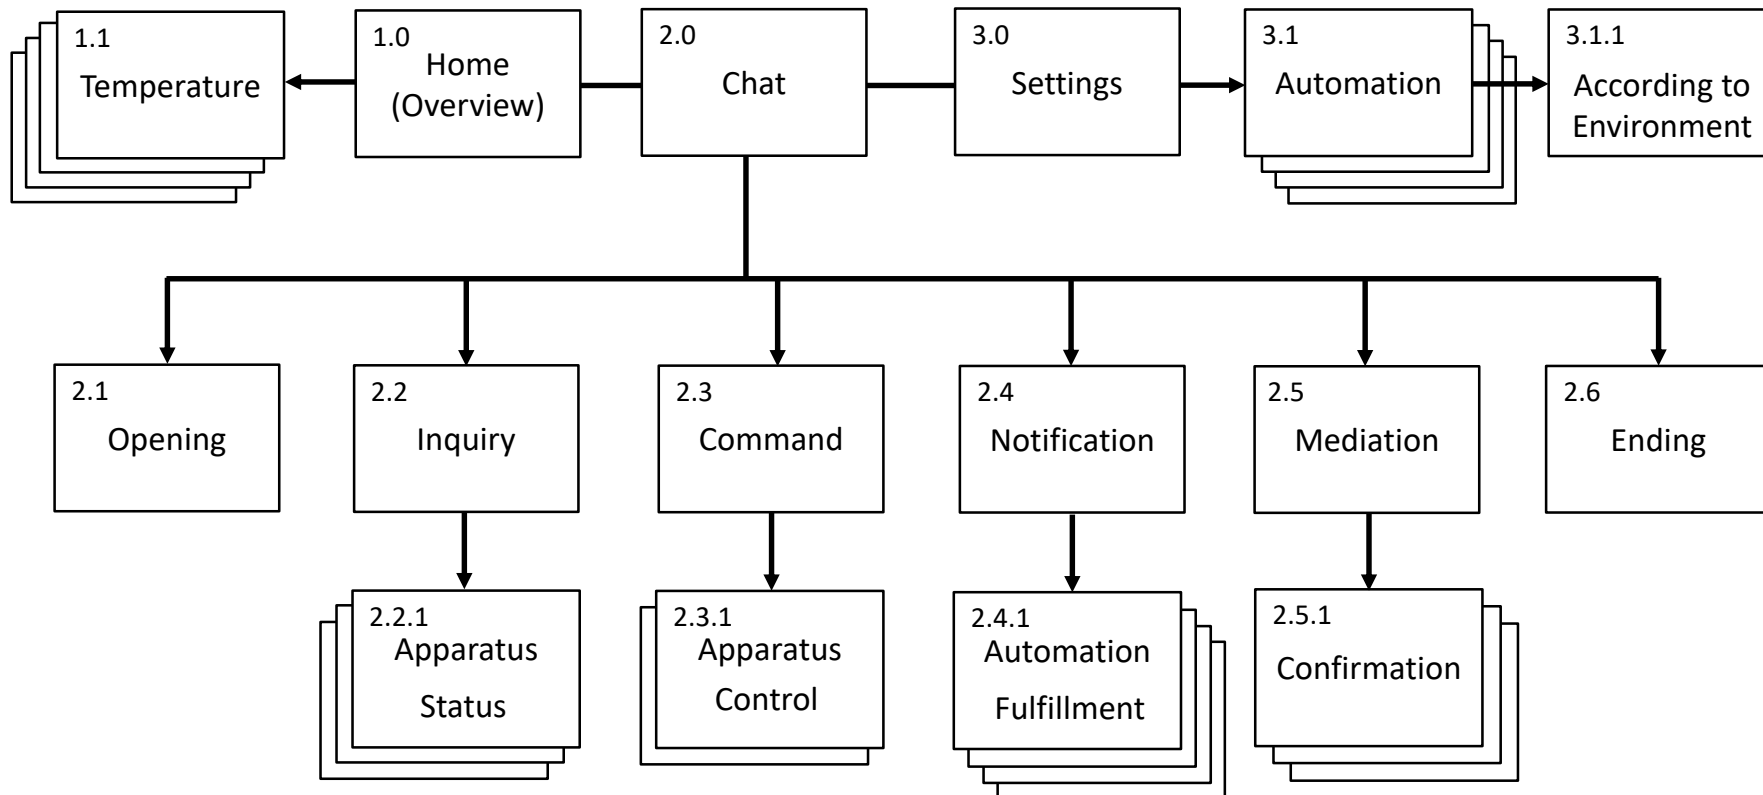 1.1
Temperature
1.0
Home
(Overview)
2.0
Chat
3.0
Settings
3.1
Automation
3.1.1
According to
Environment
2.1
Opening
2.2
Inquiry
2.3
Command
2.4
Notification
2.5
Mediation
2.6
Ending
2.2.1
Apparatus
Status
2.3.1
Apparatus
Control
2.4.1
Automation
Fulfillment
2.5.1
Confirmation